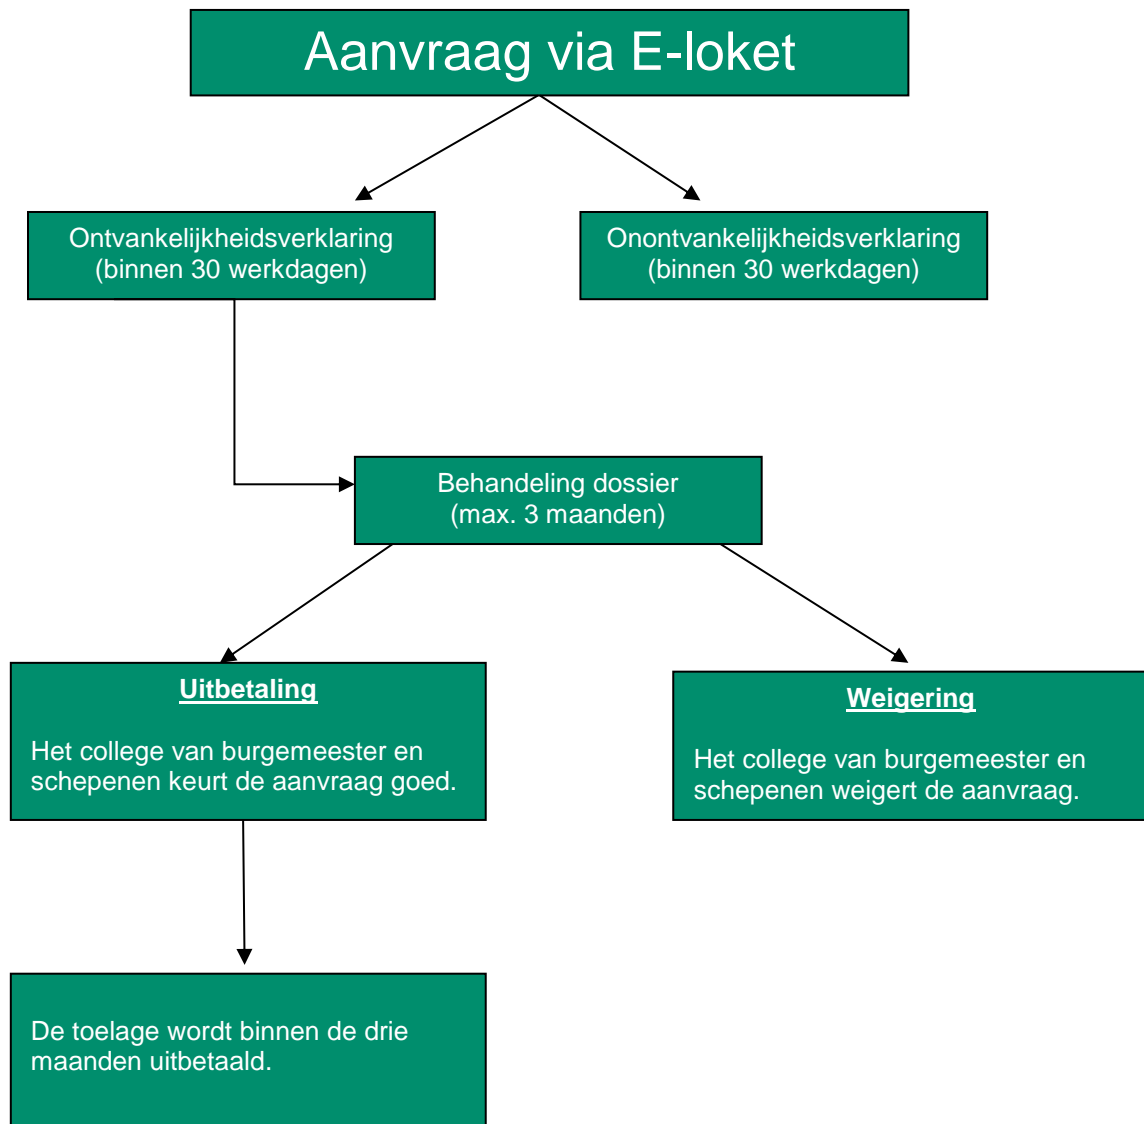 Aanvraag via E-loket
Ontvankelijkheidsverklaring
(binnen 30 werkdagen)
Onontvankelijkheidsverklaring
(binnen 30 werkdagen)
Behandeling dossier
(max. 3 maanden)
Uitbetaling
Het college van burgemeester en
schepenen keurt de aanvraag goed.
Weigering
Het college van burgemeester en
schepenen weigert de aanvraag.
De toelage wordt binnen de drie
maanden uitbetaald.